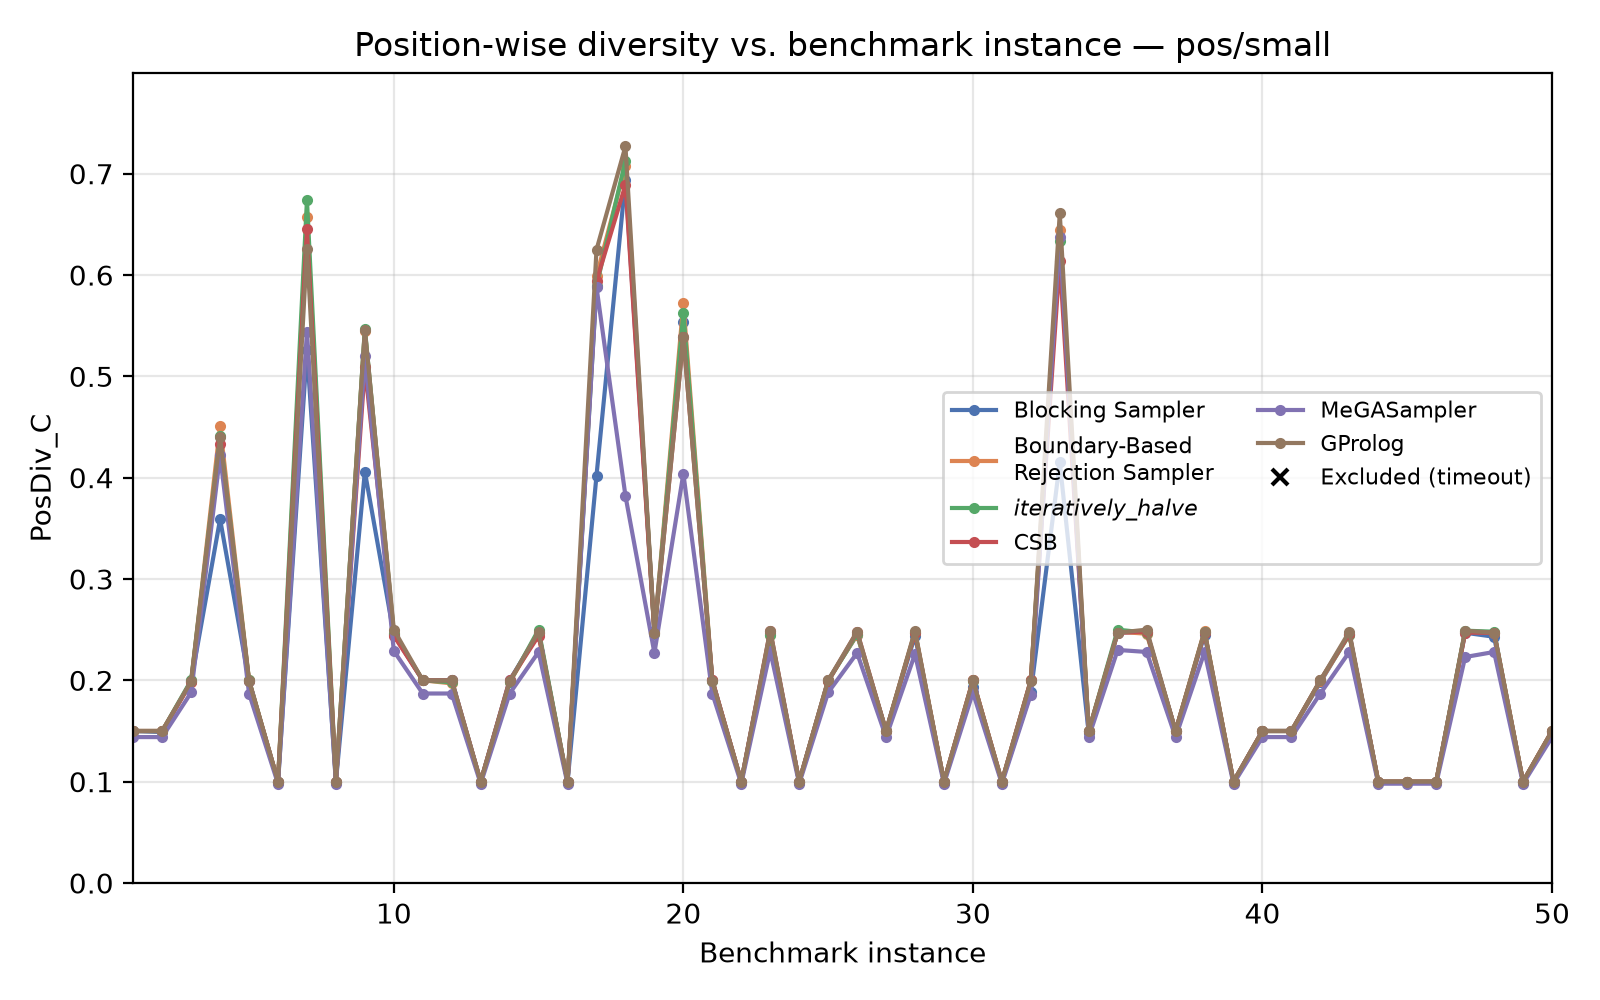 Position-wise diversity vs. benchmark instance — pos/small
PosDiv_C
0.7
0.6
0.5
0.4
0.3
0.2
0.1
0.0
Blocking Sampler
Boundary-Based
Rejection Sampler
iteratively_halve
CSB
MeGASampler
GProlog
Excluded (timeout)
10
20
30
40
50
Benchmark instance